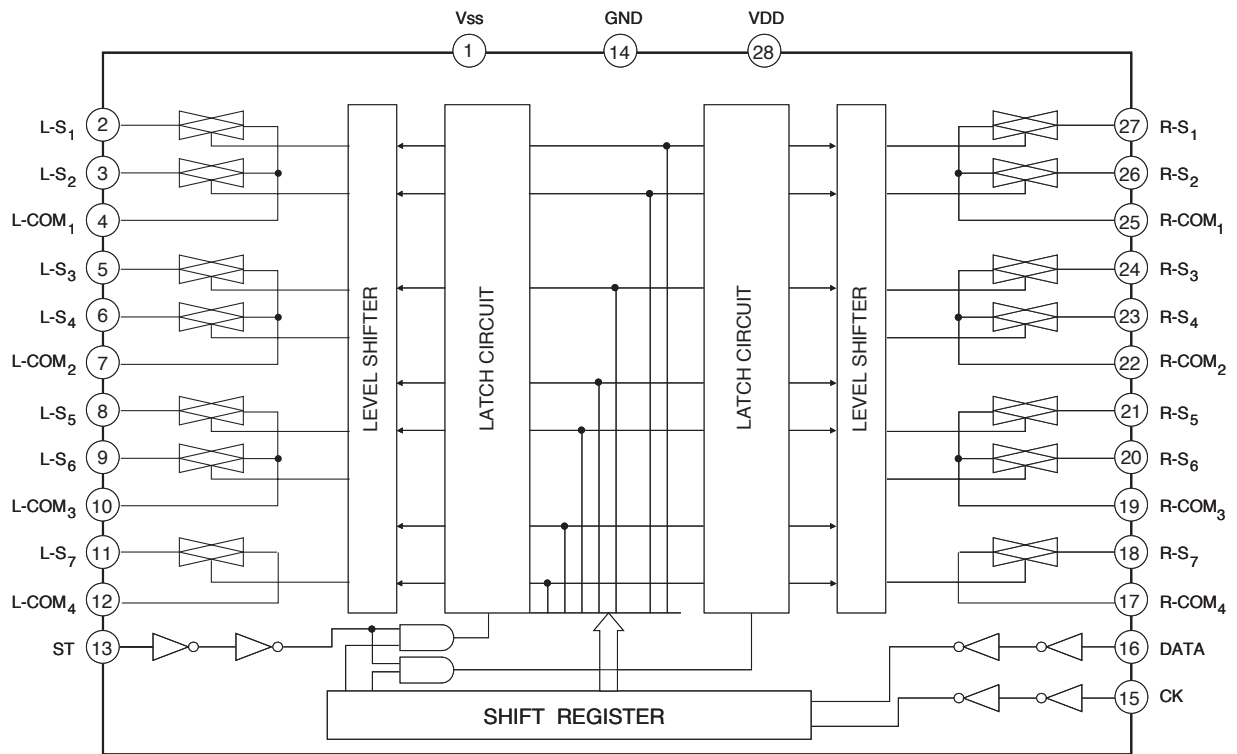 Vss GND VDD
1 14 28
L-S1 2
L-S2 3
L-COM1 4
L-S3 5
L-S4 6
L-COM2 7
L-S5 8
L-S6 9
L-COM3 10
L-S7 11
L-COM4 12
ST 13
LEVEL SHIFTER
LATCH CIRCUIT
LATCH CIRCUIT
LEVEL SHIFTER
27 R-S1
26 R-S2
25 R-COM1
24 R-S3
23 R-S4
22 R-COM2
21 R-S5
20 R-S6
19 R-COM3
18 R-S7
17 R-COM4
16 DATA
15 CK
SHIFT REGISTER